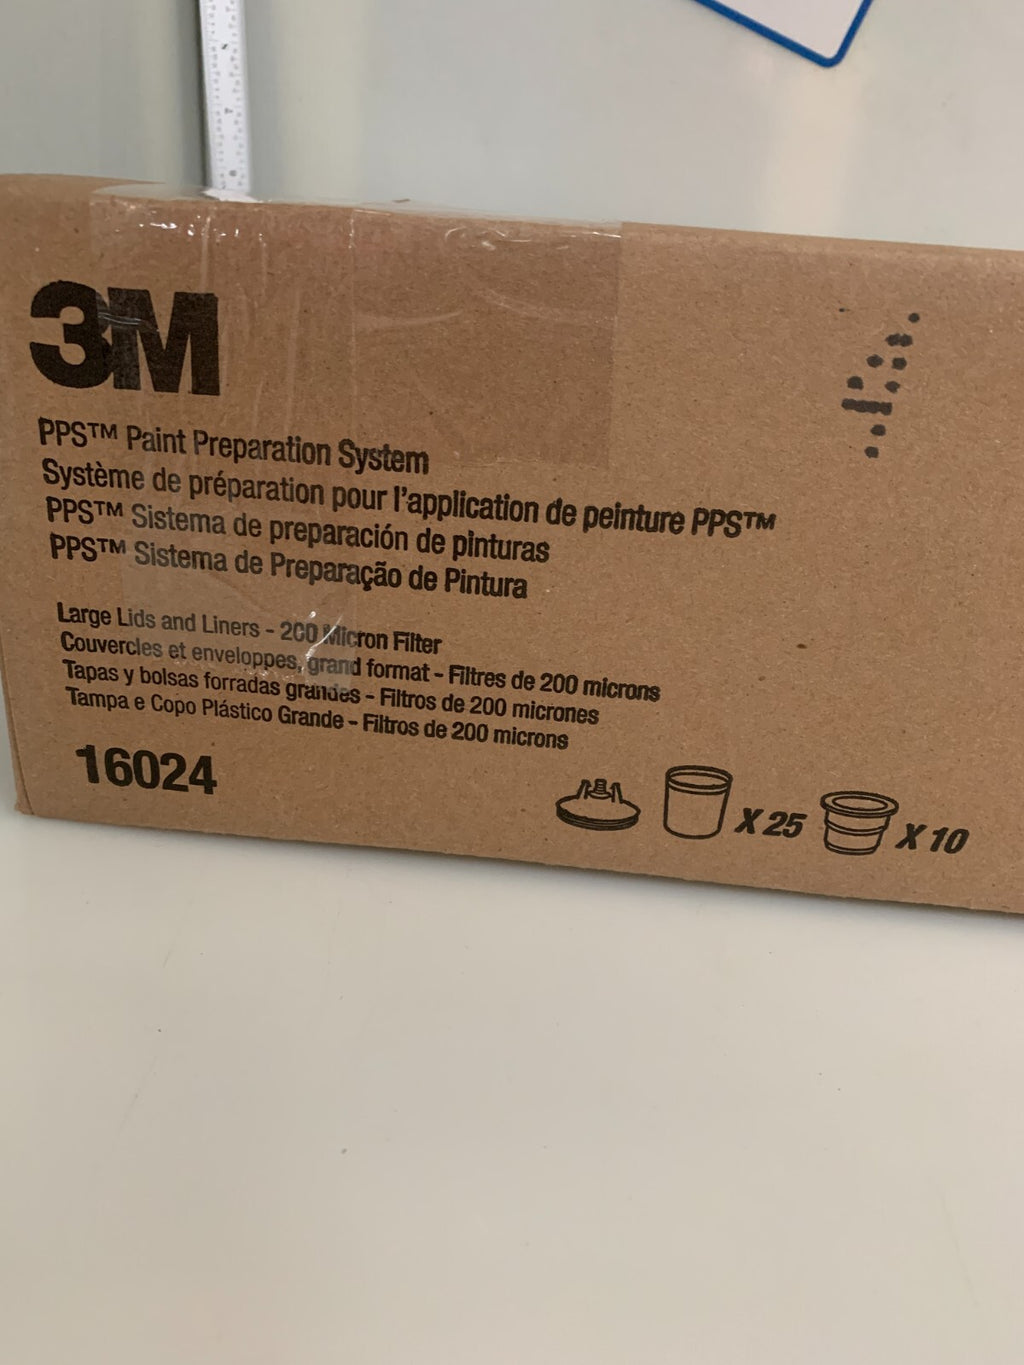 3M
PPS™ Paint Preparation System
Système de préparation pour l'application de peinture PPS™
PPS™ Sistema de preparación de pinturas
PPS™ Sistema de Preparação de Pintura
Large Lids and Liners - 200 Micron Filter
Couvercles et enveloppes, grand format - Filtres de 200 microns
Tapas y bolsas forradas grandes - Filtros de 200 micrones
Tampa e Copo Plástico Grande - Filtros de 200 microns
16024
X 25
X 10